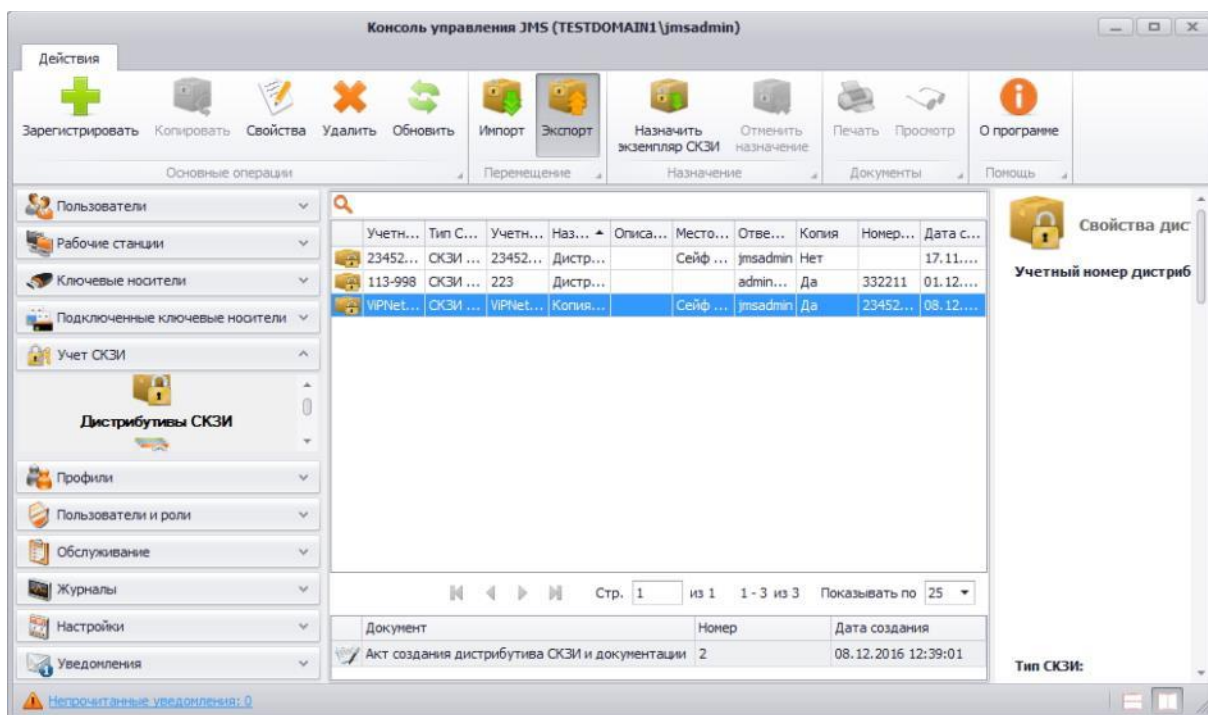 Консоль управления JMS (TESTDOMAIN1\jmsadmin)
Действия
Зарегистрировать Копировать Свойства Удалить Обновить Импорт Экспорт Назначить экземпляр СКЗИ Отменить назначение Печать Просмотр О программе
Основные операции Перемещение Назначение Документы Помощь
Пользователи
Рабочие станции
Ключевые носители
Подключенные ключевые носители
Учет СКЗИ
Дистрибутивы СКЗИ
Профили
Пользователи и роли
Обслуживание
Журналы
Настройки
Уведомления
Учетн... Тип С... Учетн... Наз... Описа... Место... Отве... Копия Номер... Дата с...
23452... СКЗИ ... 23452... Дистр... Сейф ... jmsadmin Нет 17.11....
113-998 СКЗИ ... 223 Дистр... admin... Да 332211 01.12....
ViPNet... СКЗИ ... ViPNet... Копия... Сейф ... jmsadmin Да 23452... 08.12....
Стр. 1 из 1 1 - 3 из 3 Показывать по 25
Документ Номер Дата создания
Акт создания дистрибутива СКЗИ и документации 2 08.12.2016 12:39:01
Свойства дис
Учетный номер дистриб
Тип СКЗИ:
Непрочитанные уведомления: 0